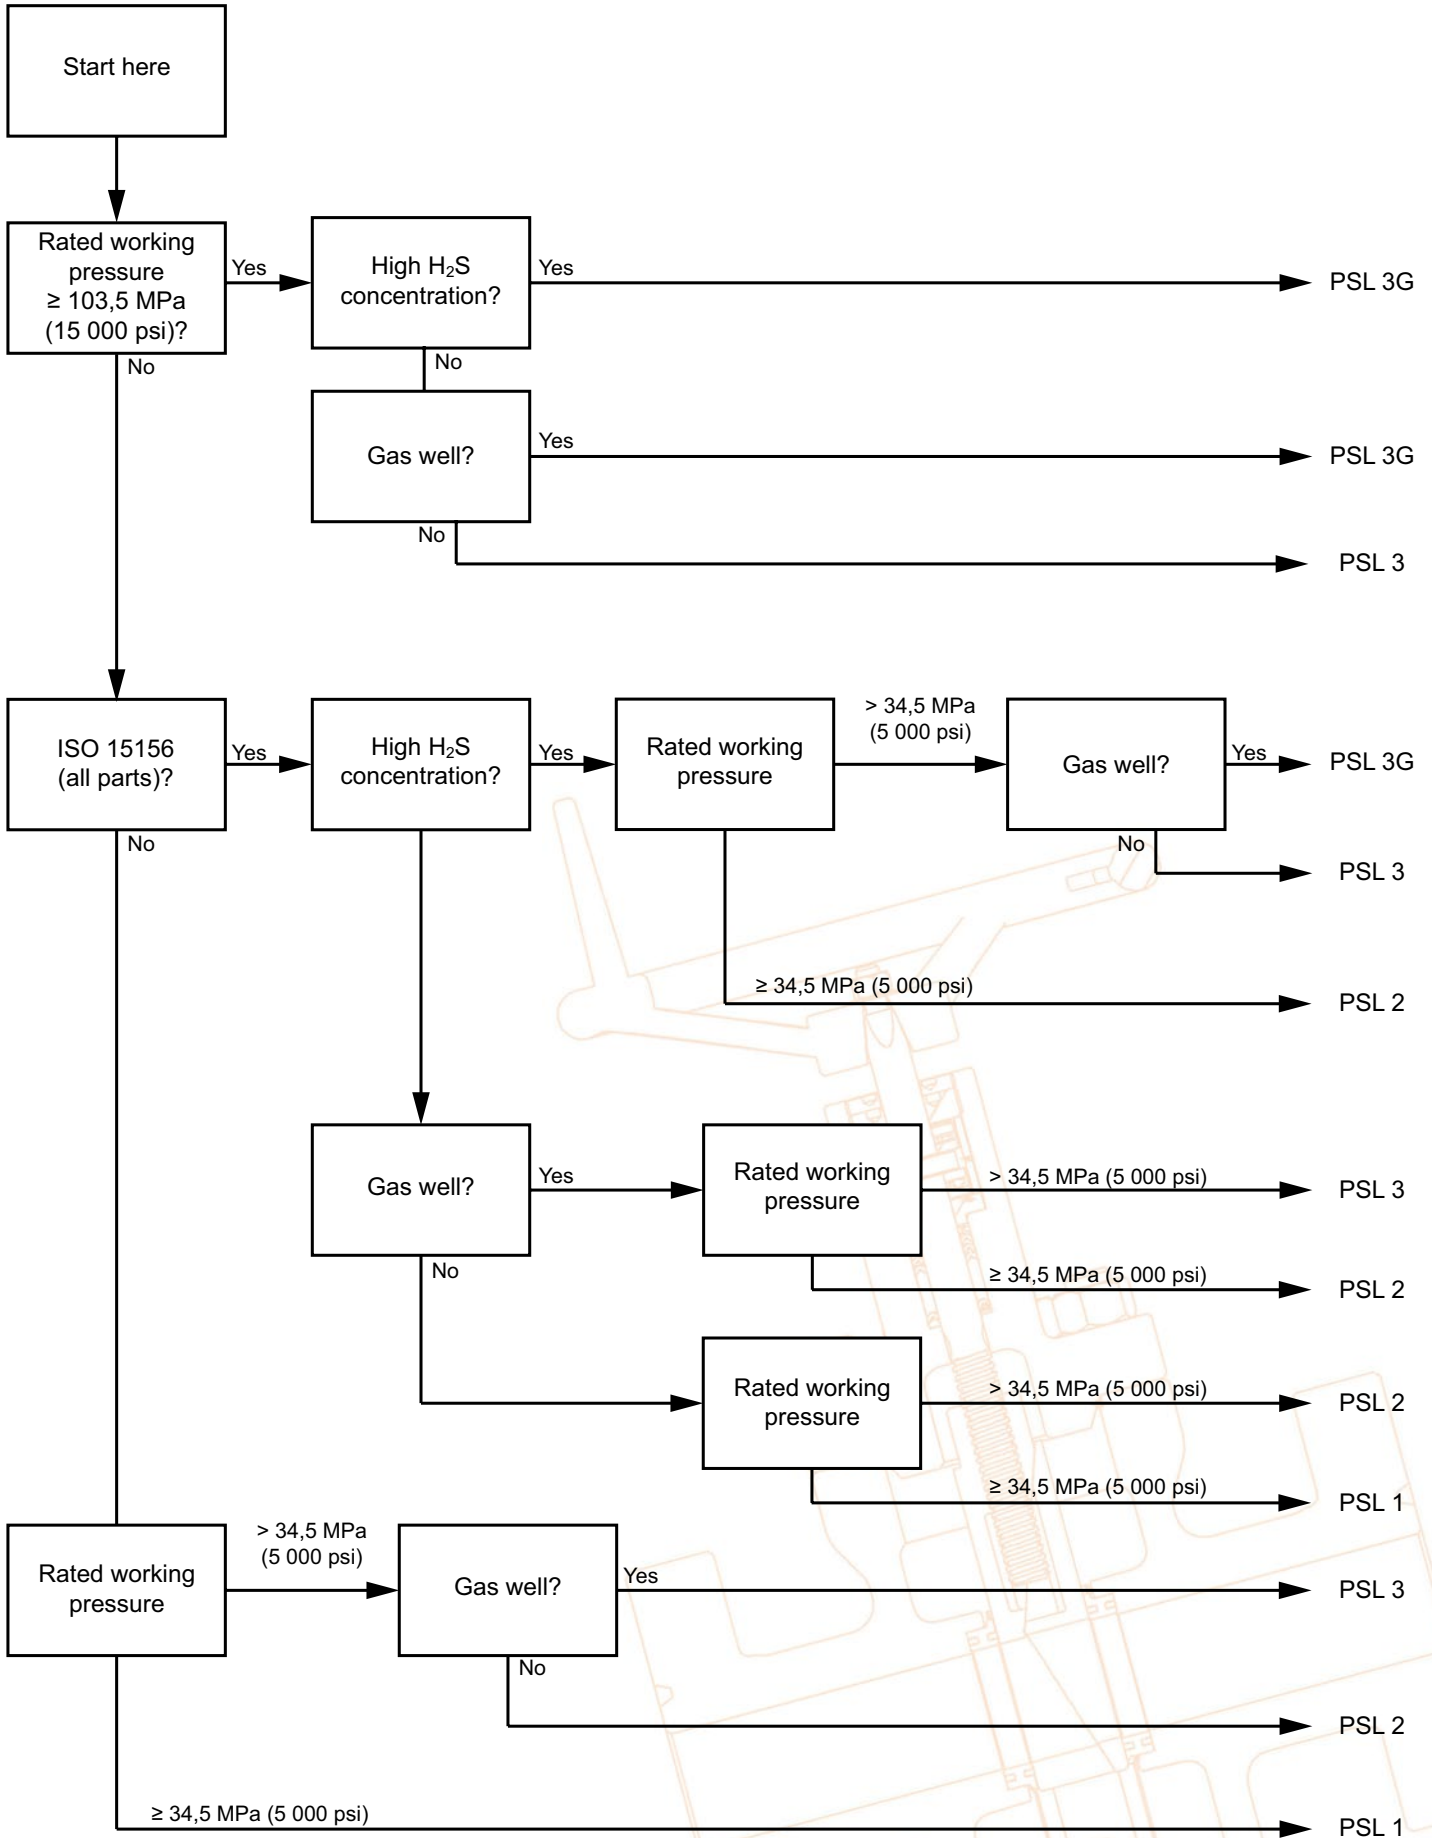 Start here
Rated working
pressure
≥ 103,5 MPa
(15 000 psi)?
Yes
No
High H₂S
concentration?
Yes
PSL 3G
No
Gas well?
Yes
PSL 3G
No
PSL 3
ISO 15156
(all parts)?
Yes
No
High H₂S
concentration?
Yes
Rated working
pressure
> 34,5 MPa
(5 000 psi)
Gas well?
Yes
PSL 3G
No
PSL 3
≥ 34,5 MPa (5 000 psi)
PSL 2
Gas well?
Yes
Rated working
pressure
> 34,5 MPa (5 000 psi)
PSL 3
No
≥ 34,5 MPa (5 000 psi)
PSL 2
Rated working
pressure
> 34,5 MPa (5 000 psi)
PSL 2
≥ 34,5 MPa (5 000 psi)
PSL 1
Rated working
pressure
> 34,5 MPa
(5 000 psi)
Gas well?
Yes
PSL 3
No
PSL 2
≥ 34,5 MPa (5 000 psi)
PSL 1